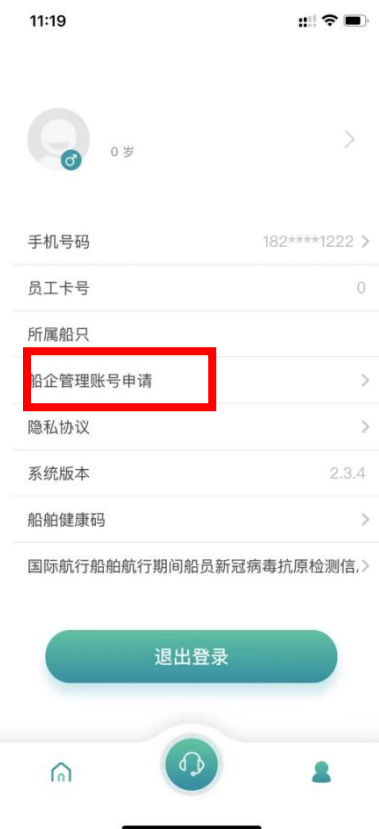 11:19
0 岁
手机号码 182****1222
员工卡号 0
所属船只
船企管理账号申请
隐私协议
系统版本 2.3.4
船舶健康码
国际航行船舶航行期间船员新冠病毒抗原检测信.
退出登录